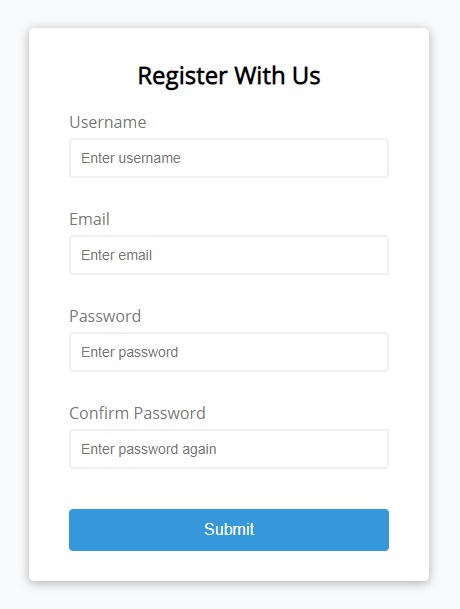 Register With Us
Username
Enter username
Email
Enter email
Password
Enter password
Confirm Password
Enter password again
Submit